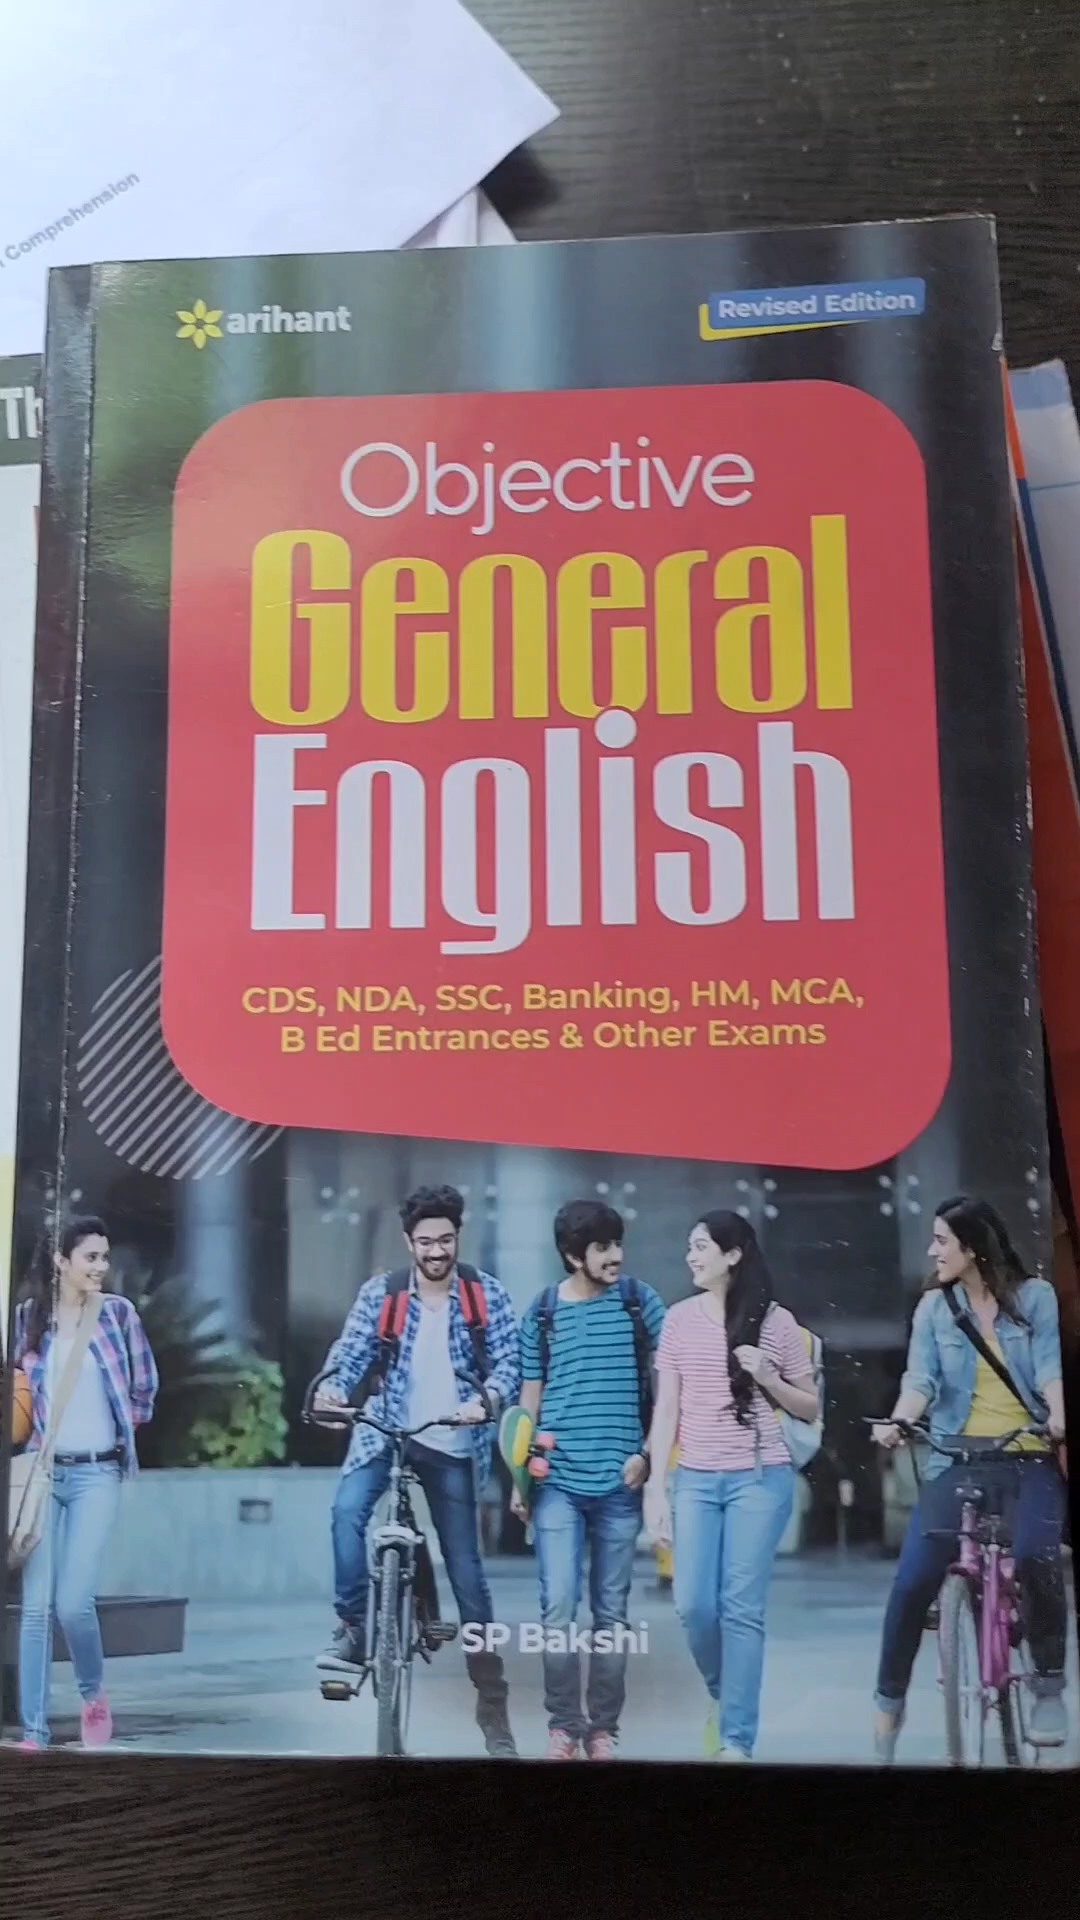 Comprehension
Th
arihant
Revised Edition
Objective
General
English
CDS, NDA, SSC, Banking, HM, MCA,
B Ed Entrances & Other Exams
SP Bakshi